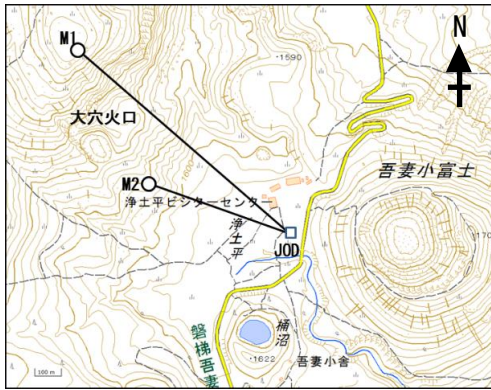 N
M1
・1590
大穴火口
1600
吾妻小富士
M2
浄土平ビジターセンター
浄土平
JOD
・170
磐梯吾妻
桶沼
・1622
吾妻小舎
100 m